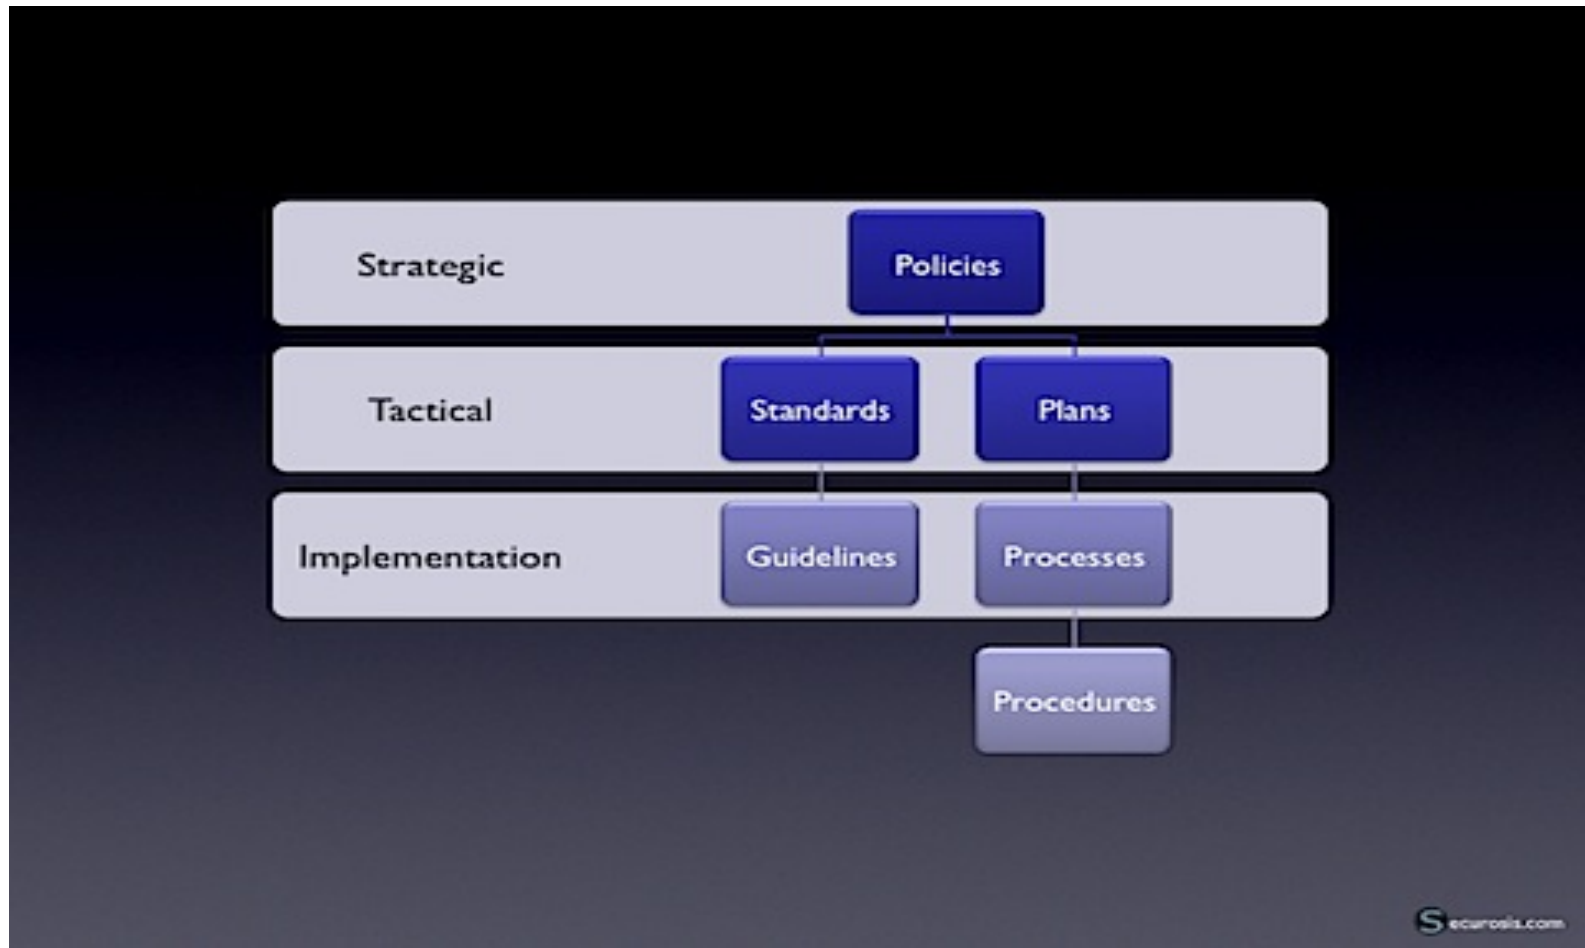 Strategic
Policies
Tactical
Standards
Plans
Implementation
Guidelines
Processes
Procedures
Securosis.com